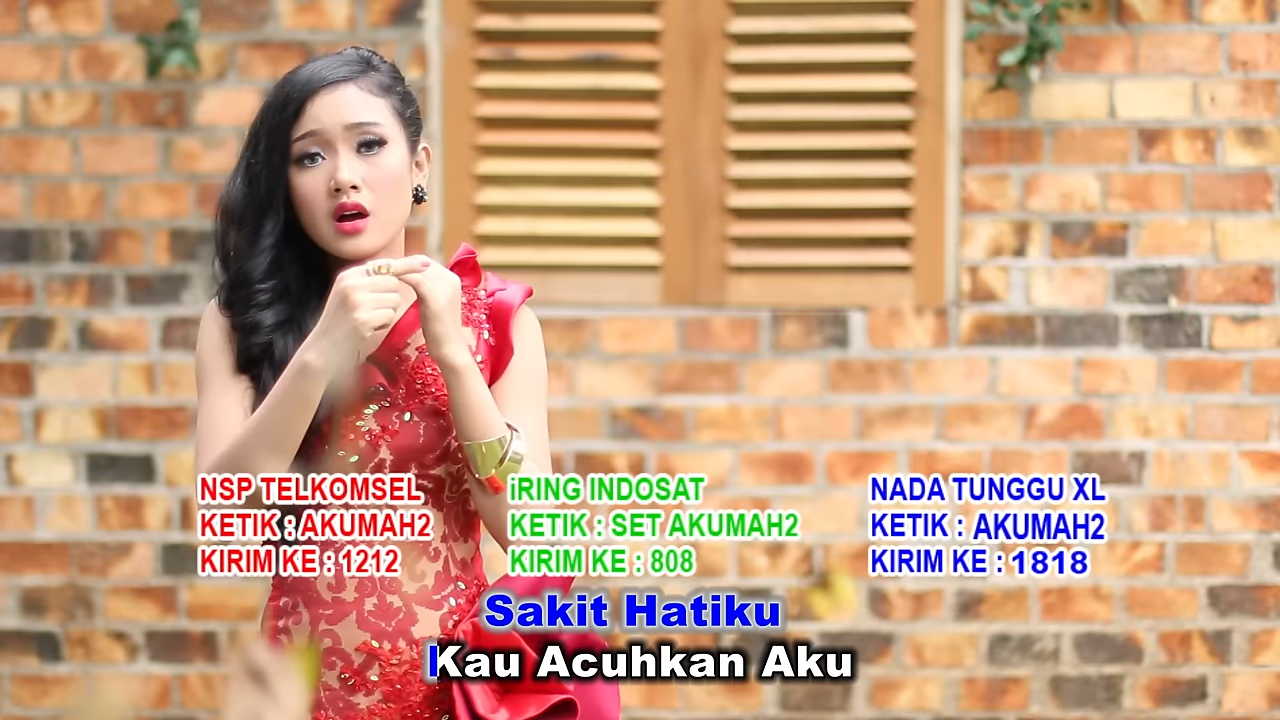 NSP TELKOMSEL
KETIK : AKUMAH2
KIRIM KE : 1212
iRING INDOSAT
KETIK : SET AKUMAH2
KIRIM KE : 808
NADA TUNGGU XL
KETIK : AKUMAH2
KIRIM KE : 1818
Sakit Hatiku
Kau Acuhkan Aku